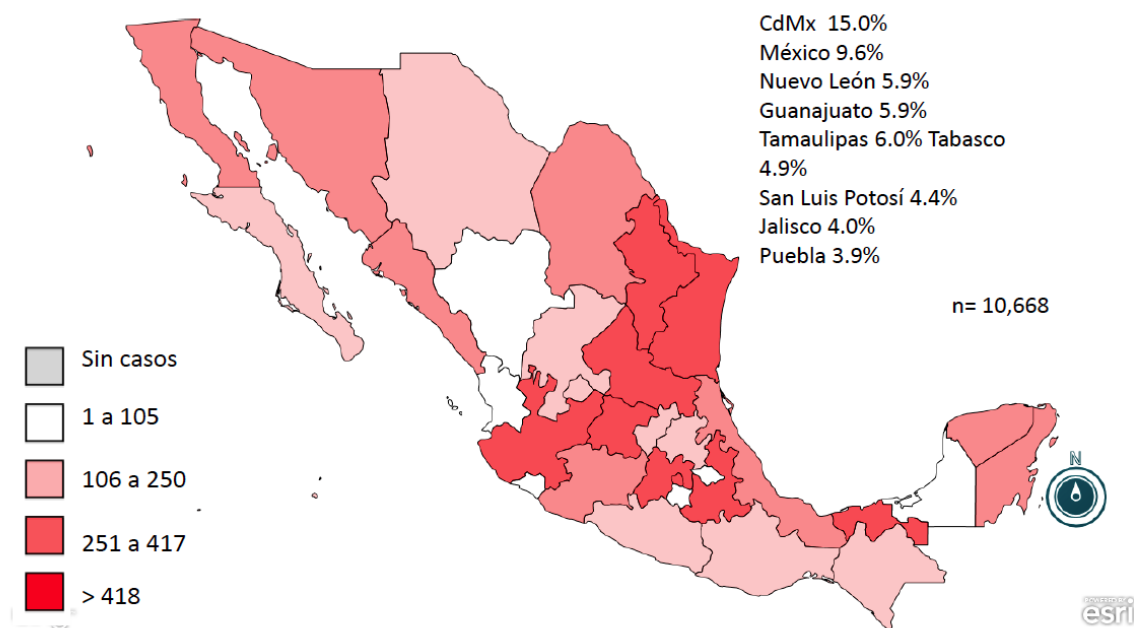 CdMx 15.0%
México 9.6%
Nuevo León 5.9%
Guanajuato 5.9%
Tamaulipas 6.0% Tabasco
4.9%
San Luis Potosí 4.4%
Jalisco 4.0%
Puebla 3.9%
n= 10,668
Sin casos
1 a 105
106 a 250
251 a 417
> 418
N
esri